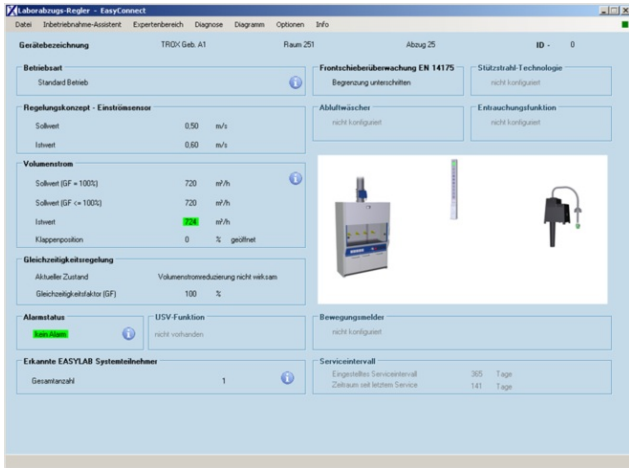 Laborabzugs-Regler - EasyConnect
Datei Inbetriebnahme-Assistent Expertenbereich Diagnose Diagramm Optionen Info
Gerätebezeichnung TROX Geb. A1 Raum 251 Abzug 25 ID - 0
Betriebsart
Standard Betrieb
Frontschieberüberwachung EN 14175
Begrenzung unterschritten
Stützstrahl-Technologie
nicht konfiguriert
Regelungskonzept - Einströmsensor
Sollwert 0,50 m/s
Istwert 0,60 m/s
Abluftwäscher
nicht konfiguriert
Entrauchungsfunktion
nicht konfiguriert
Volumenstrom
Sollwert (GF = 100%) 720 m³/h
Sollwert (GF <= 100%) 720 m³/h
Istwert 724 m³/h
Klappenposition 0 % geöffnet
Gleichzeitigkeitsregelung
Aktueller Zustand Volumenstromreduzierung nicht wirksam
Gleichzeitigkeitsfaktor (GF) 100 %
Alarmstatus
kein Alarm
USV-Funktion
nicht vorhanden
Bewegungsmelder
nicht konfiguriert
Erkannte EASYLAB Systemteilnehmer
Gesamtanzahl 1
Serviceintervall
Eingestelltes Serviceintervall 365 Tage
Zeitraum seit letztem Service 141 Tage